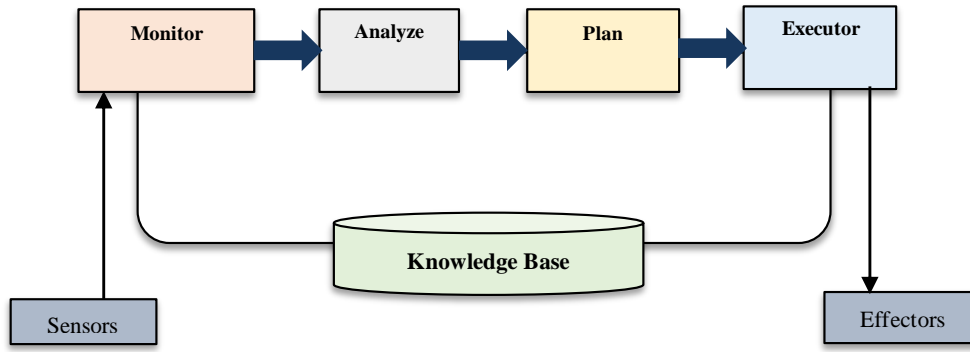 Monitor
Analyze
Plan
Executor
Knowledge Base
Sensors
Effectors